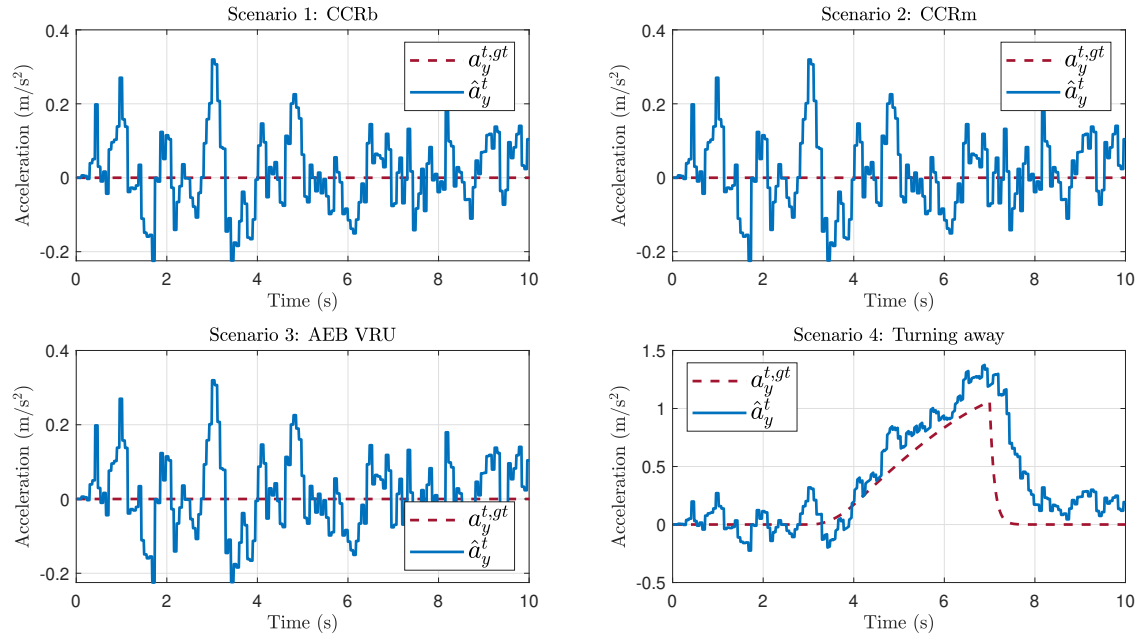 Scenario 1: CCRb
Acceleration (m/s²)
0.4
0.2
0
-0.2
0 2 4 6 8 10
Time (s)
a_y^{t,gt}
â_y^t
Scenario 2: CCRm
Acceleration (m/s²)
0.4
0.2
0
-0.2
0 2 4 6 8 10
Time (s)
a_y^{t,gt}
â_y^t
Scenario 3: AEB VRU
Acceleration (m/s²)
0.4
0.2
0
-0.2
0 2 4 6 8 10
Time (s)
a_y^{t,gt}
â_y^t
Scenario 4: Turning away
Acceleration (m/s²)
1.5
1
0.5
0
-0.5
0 2 4 6 8 10
Time (s)
a_y^{t,gt}
â_y^t